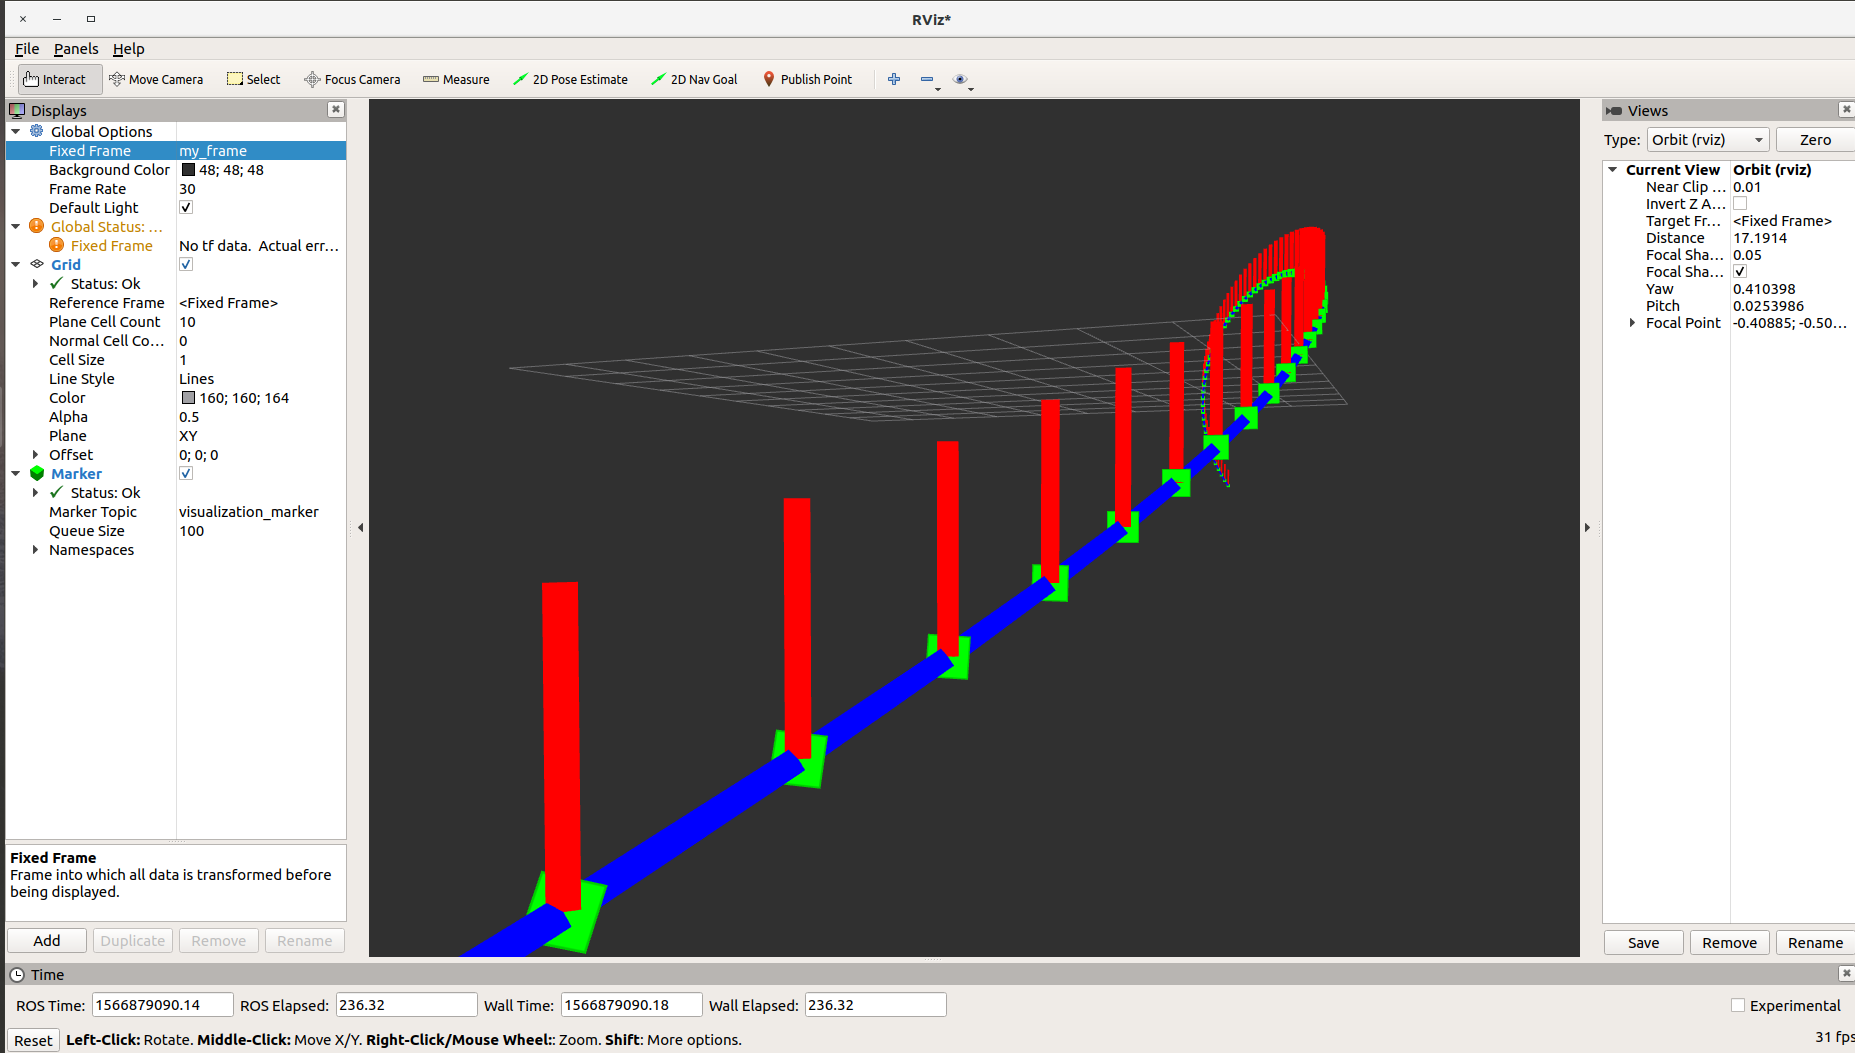 RViz*
File Panels Help
Interact Move Camera Select Focus Camera Measure 2D Pose Estimate 2D Nav Goal Publish Point
Displays
Global Options
Fixed Frame my_frame
Background Color 48; 48; 48
Frame Rate 30
Default Light
Global Status: ...
Fixed Frame No tf data. Actual err...
Grid
Status: Ok
Reference Frame <Fixed Frame>
Plane Cell Count 10
Normal Cell Co... 0
Cell Size 1
Line Style Lines
Color 160; 160; 164
Alpha 0.5
Plane XY
Offset 0; 0; 0
Marker
Status: Ok
Marker Topic visualization_marker
Queue Size 100
Namespaces
Fixed Frame
Frame into which all data is transformed before
being displayed.
Add Duplicate Remove Rename
Views
Type: Orbit (rviz) Zero
Current View Orbit (rviz)
Near Clip ... 0.01
Invert Z A...
Target Fr... <Fixed Frame>
Distance 17.1914
Focal Sha... 0.05
Focal Sha...
Yaw 0.410398
Pitch 0.0253986
Focal Point -0.40885; -0.50...
Save Remove Rename
Time
ROS Time: 1566879090.14 ROS Elapsed: 236.32 Wall Time: 1566879090.18 Wall Elapsed: 236.32 Experimental
Reset Left-Click: Rotate. Middle-Click: Move X/Y. Right-Click/Mouse Wheel:: Zoom. Shift: More options. 31 fps